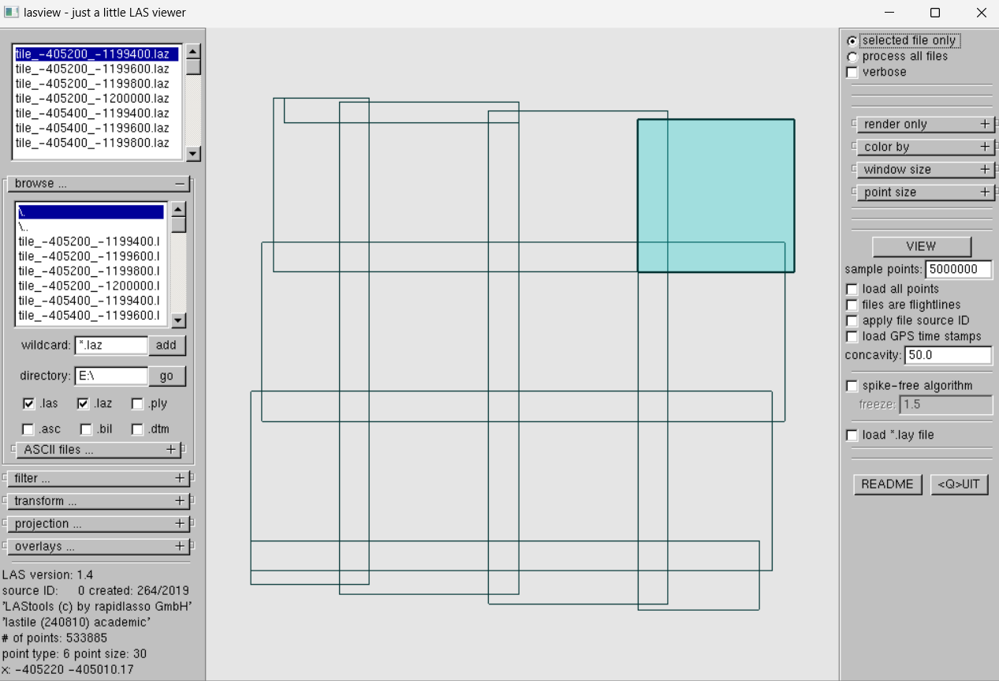 lasview - just a little LAS viewer
tile_-405200_-1199400.laz
tile_-405200_-1199600.laz
tile_-405200_-1199800.laz
tile_-405200_-1200000.laz
tile_-405400_-1199400.laz
tile_-405400_-1199600.laz
tile_-405400_-1199800.laz
browse ...
\.
\..
tile_-405200_-1199400.l
tile_-405200_-1199600.l
tile_-405200_-1199800.l
tile_-405200_-1200000.l
tile_-405400_-1199400.l
tile_-405400_-1199600.l
wildcard: *.laz add
directory: E:\ go
.las .laz .ply
.asc .bil .dtm
ASCII files ...
filter ...
transform ...
projection ...
overlays ...
LAS version: 1.4
source ID: 0 created: 264/2019
'LAStools (c) by rapidlasso GmbH'
'lastile (240810) academic'
# of points: 533885
point type: 6 point size: 30
x: -405220 -405010.17
selected file only
process all files
verbose
render only +
color by +
window size +
point size +
VIEW
sample points: 5000000
load all points
files are flightlines
apply file source ID
load GPS time stamps
concavity: 50.0
spike-free algorithm
freeze: 1.5
load *.lay file
README <Q>UIT